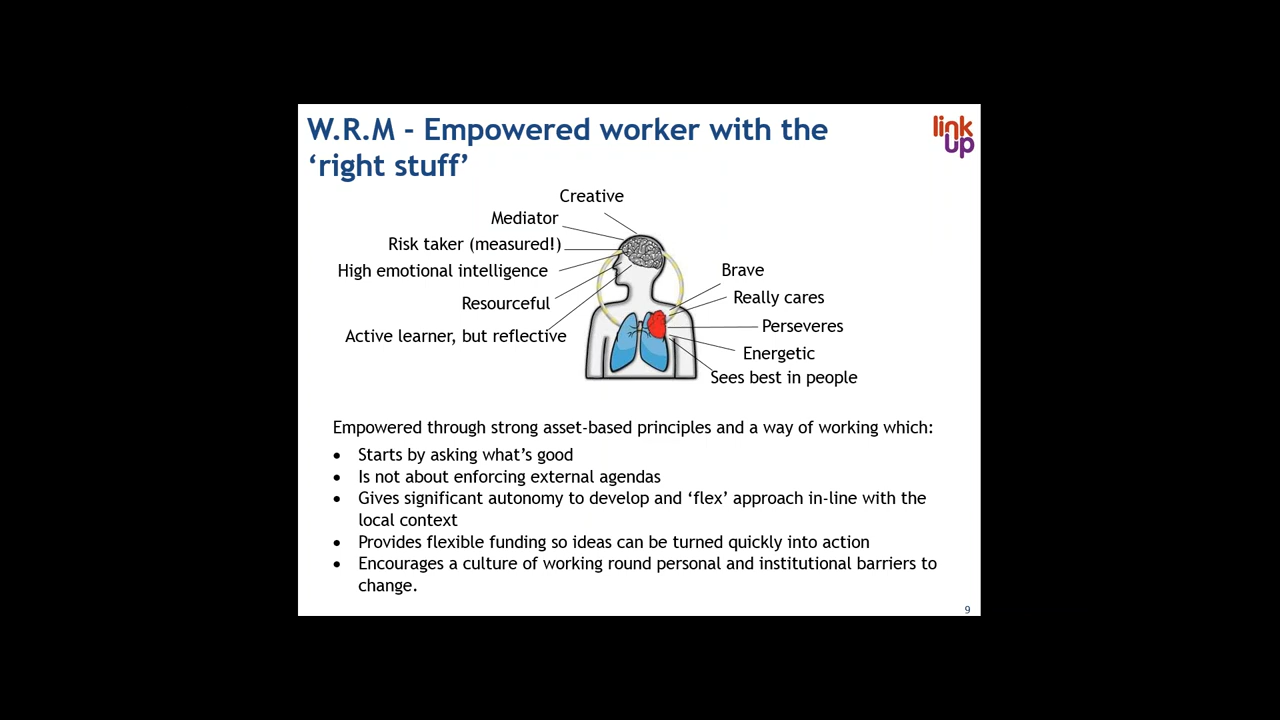 W.R.M - Empowered worker with the
‘right stuff’
link
up
Creative
Mediator
Risk taker (measured!)
High emotional intelligence
Resourceful
Active learner, but reflective
Brave
Really cares
Perseveres
Energetic
Sees best in people
Empowered through strong asset-based principles and a way of working which:
• Starts by asking what’s good
• Is not about enforcing external agendas
• Gives significant autonomy to develop and ‘flex’ approach in-line with the
local context
• Provides flexible funding so ideas can be turned quickly into action
• Encourages a culture of working round personal and institutional barriers to
change.
9